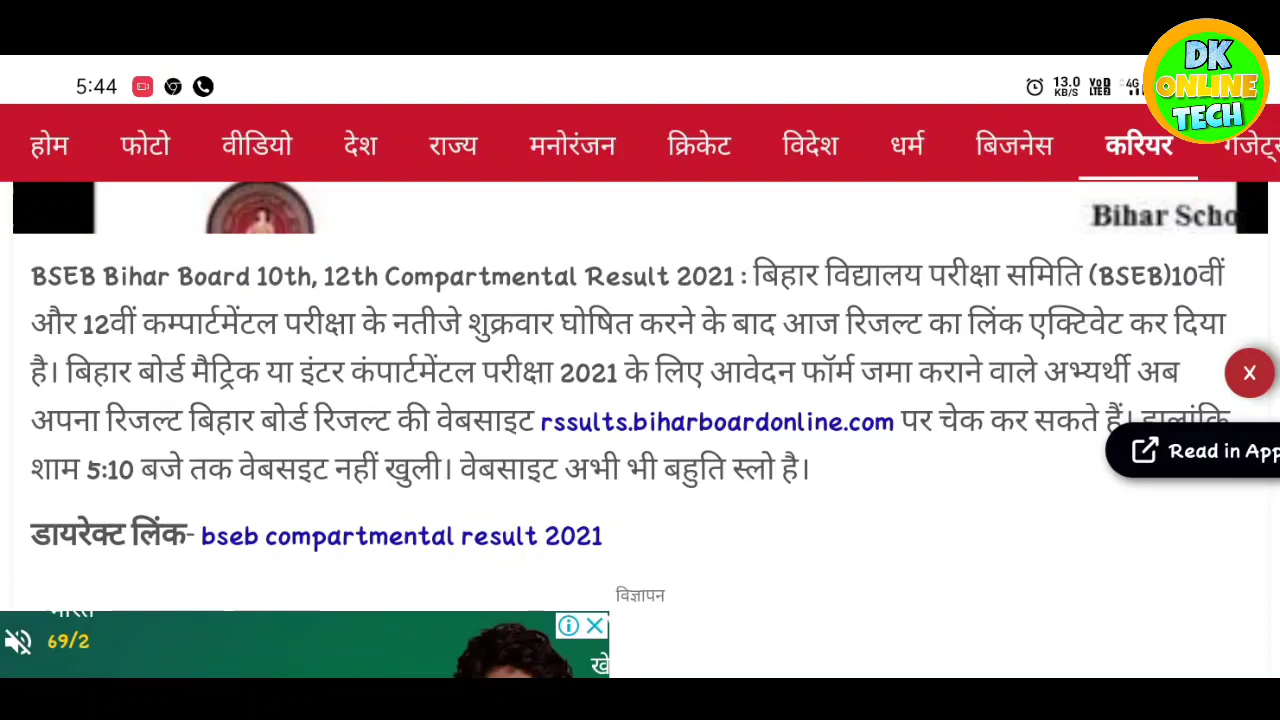 DK
ONLINE
TECH
5:44
13.0
KB/S
VoD
LTE2
4G
होम फोटो वीडियो देश राज्य मनोरंजन क्रिकेट विदेश धर्म बिजनेस करियर
Bihar Scho
BSEB Bihar Board 10th, 12th Compartmental Result 2021 : बिहार विद्यालय परीक्षा समिति (BSEB)10वीं
और 12वीं कम्पार्टमेंटल परीक्षा के नतीजे शुक्रवार घोषित करने के बाद आज रिजल्ट का लिंक एक्टिवेट कर दिया
है। बिहार बोर्ड मैट्रिक या इंटर कंपार्टमेंटल परीक्षा 2021 के लिए आवेदन फॉर्म जमा कराने वाले अभ्यर्थी अब
अपना रिजल्ट बिहार बोर्ड रिजल्ट की वेबसाइट rssults.biharboardonline.com पर चेक कर सकते हैं। हालांकि
शाम 5:10 बजे तक वेबसइट नहीं खुली। वेबसाइट अभी भी बहुति स्लो है।
X
Read in App
डायरेक्ट लिंक- bseb compartmental result 2021
विज्ञापन
69/2